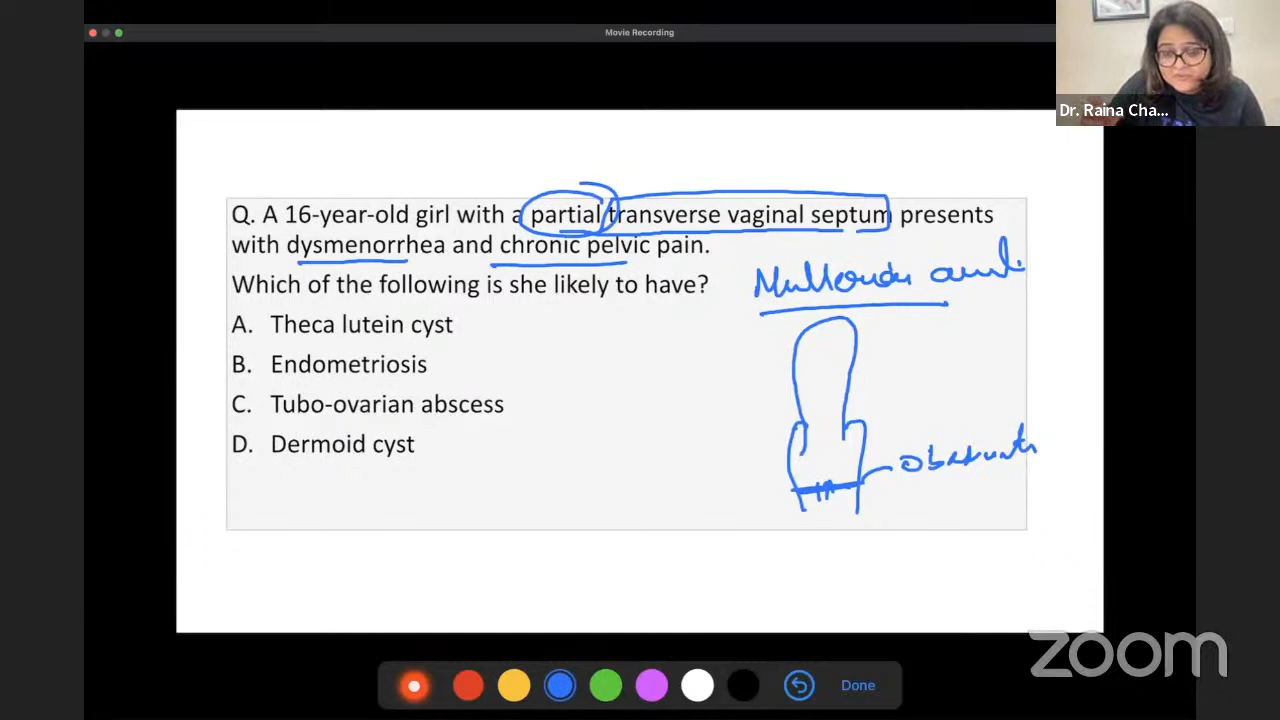 Movie Recording
Dr. Raina Cha...
Q. A 16-year-old girl with a partial transverse vaginal septum presents
with dysmenorrhea and chronic pelvic pain.
Which of the following is she likely to have?
A. Theca lutein cyst
B. Endometriosis
C. Tubo-ovarian abscess
D. Dermoid cyst
zoom
Done